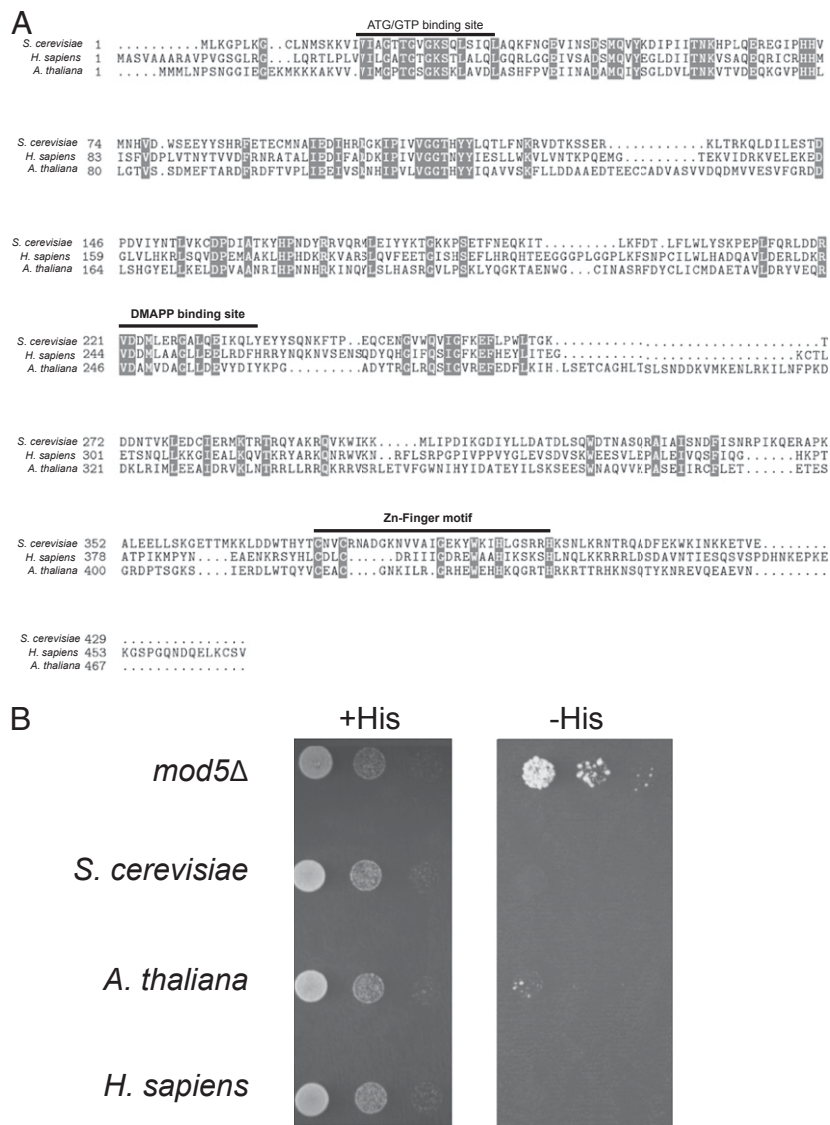 A
ATG/GTP binding site
S. cerevisiae 1 ..........MLKGPLKG..CLNMSKKVIVIAGTTGVGKSQLSIQLAQKFNGEVINSDSMQVYKDIPIITNKHPLQEREGIPHHV
H. sapiens 1 MASVAAARAVPVGSGLRG..LQRTLPLVVILGATGTGKSTLALQLGQRLGGEIVSADSMQVYEGLDIITNKVSAQEQRICRHHM
A. thaliana 1 ....MMMLNPSNGGIEGEKMKKKAKVVVIMGPTGSGKSKLAVDLASHFPVEIINADAMQIYSGLDVLTNKVTVDEQKGVPHHL
S. cerevisiae 74 MNHVD.WSEEYYSHRFETECMNAIEDIHRRGKIPIVVGGTHYYLQTLFNKRVDTKSSER..........KLTRKQLDILESTD
H. sapiens 83 ISFVDPLVTNYTVVDFRNRATALIEDIFARDKIPIVVGGTNYYIESLLWKVLVNTKPQEMG........TEKVIDRKVELEKED
A. thaliana 80 LGTVS.SDMEFTARDFRDFTVPLIEEIVSRNHIPVLVGGTHYYIQAVVSKFLLDDAAEDTEECCADVASVVDQDMVVESVFGRDD
S. cerevisiae 146 PDVIYNTLVKCDPDIATKYHPNDYRRVQRMLEIYYKTGKKPSETFNEQKIT.........LKFDT.LFLWLYSKPEPLFQRLDDR
H. sapiens 159 GLVLHKRLSQVDPEMAAKLHPHDKRKVARSLQVFEETGISHSEFLHRQHTEEGGGPLGGPLKFSNPCILWLHADQAVLDERLDKR
A. thaliana 164 LSHGYELLKELDPVAANRIHPNNHRKINQYLSLHASRGVLPSKLYQGKTAENWG....CINASRFDYCLICMDAETAVLDRYVEQR
DMAPP binding site
S. cerevisiae 221 VDDMLERGALQEIKQLYEYYSQNKFTP..EQCENGVWQVIGFKEFLPWLTGK...............................T
H. sapiens 244 VDDMLAAGLLEELRDFHRRYNQKNVSENSQDYQHGIFQSIGFKEFHEYLITEG............................KCTL
A. thaliana 246 VDAMVDAGLLDEVYDIYKPG.......ADYTRGLRQSIGVREFEDFLKIH.LSETCAGHLTSLSNDDKVMKENLRKILNFPKD
S. cerevisiae 272 DDNTVKLEDCIERMKTRTRQYAKRQVKWIKK....MLIPDIKGDIYLLDATDLSQWDTNASQRAIAISNDFISNRPIKQERAPK
H. sapiens 301 ETSNQLLKKGIEALKQVTKRYARKQNRWVKN..RFLSRPGPIVPPVYGLEVSDVSKWEESVLEPALEIVQSFIQG...HKPT
A. thaliana 321 DKLRIMLEEAIDRVKLNTRRLLRRQKRRVSRLETVFGWNIHYIDATEYILSKSEESWNAQVVKPASEIIRCFLET....ETES
Zn-Finger motif
S. cerevisiae 352 ALEELLSKGETTMKKLDDWTHYTCNVCRNADGKNVVAIGEKYWKIHLGSRRHKSNLKRNTRQADFEKWKINKKETVE........
H. sapiens 378 ATPIKMPYN....EAENKRSYHLCDLC....DRIIIGDREWAAHIKSKSHLNQLKKRRRLDSDAVNTIESQSVSPDHNKEPKE
A. thaliana 400 GRDPTSGKS....IERDLWTQYVCEAC...GNKILR.GRHEWEHHKQGRTHRKRTTRHKNSQTYKNREVQEAEVN.........
S. cerevisiae 429 ...............
H. sapiens 453 KGSPGQNDQELKCSV
A. thaliana 467 ...............
B
+His -His
mod5Δ
S. cerevisiae
A. thaliana
H. sapiens